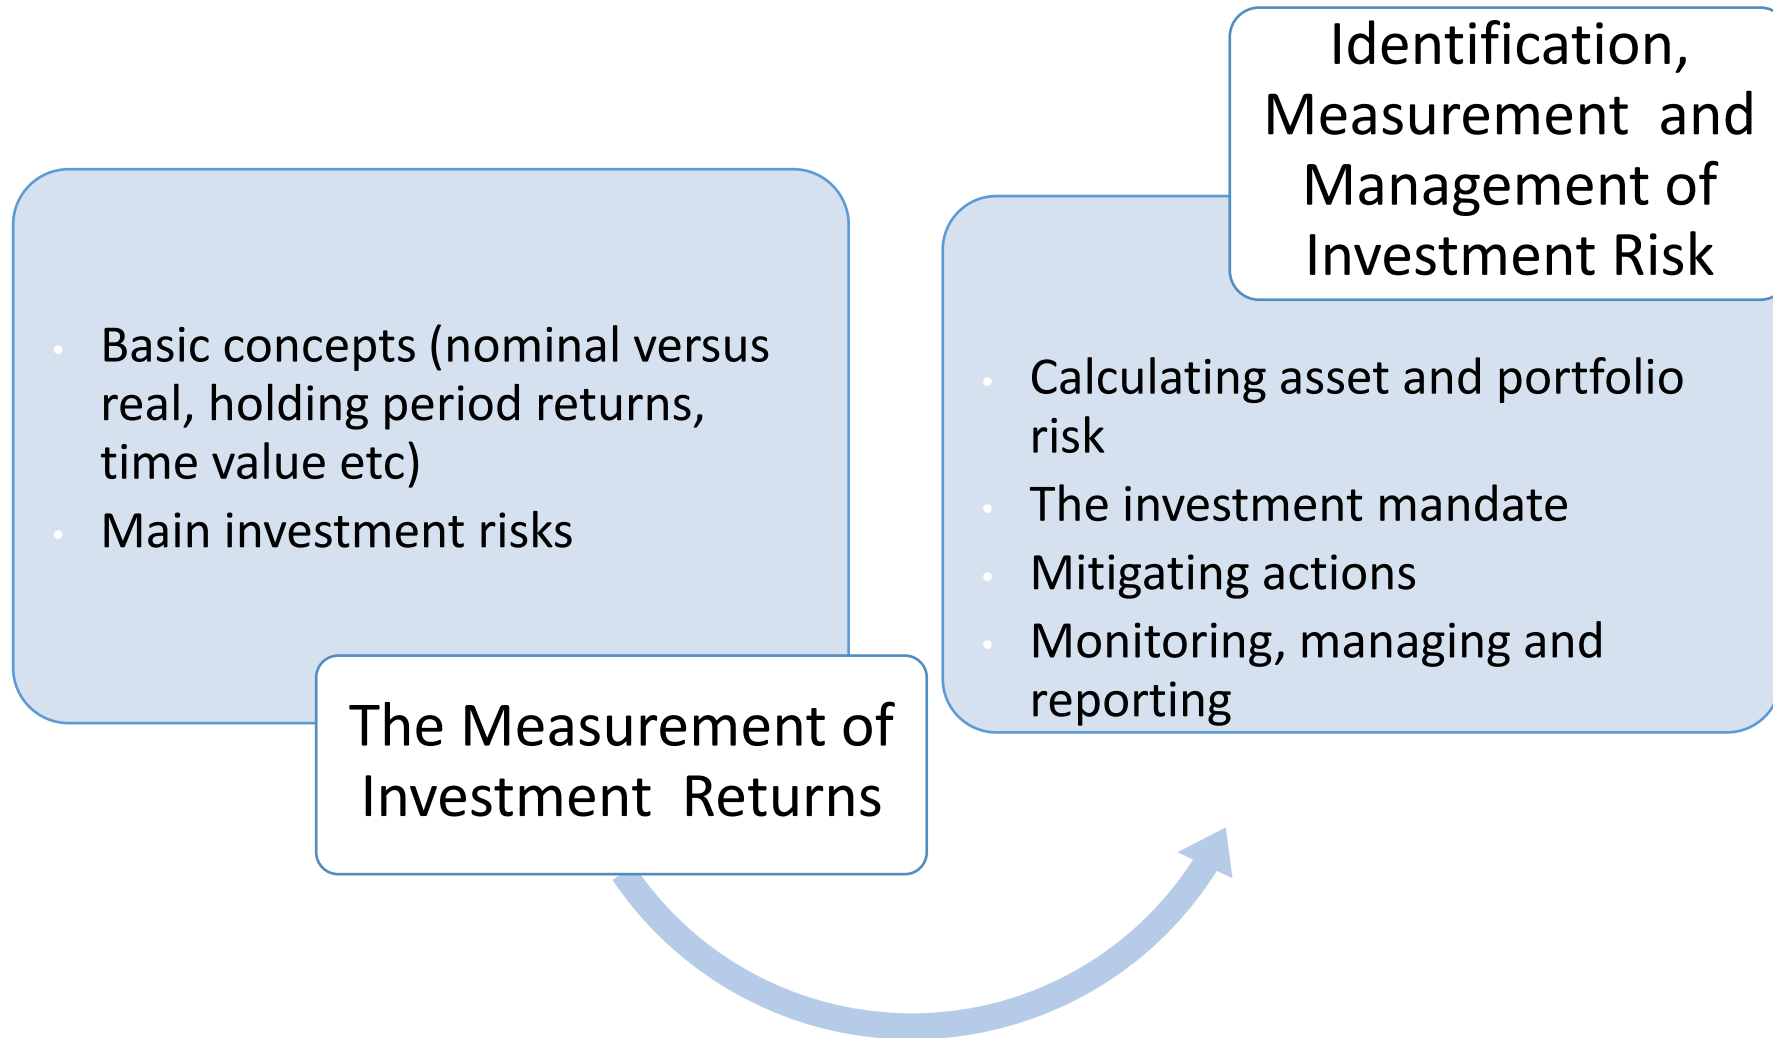 Basic concepts (nominal versus
real, holding period returns,
time value etc)
Main investment risks
The Measurement of
Investment  Returns
Identification,
Measurement  and
Management of
Investment Risk
Calculating asset and portfolio
risk
The investment mandate
Mitigating actions
Monitoring, managing and
reporting